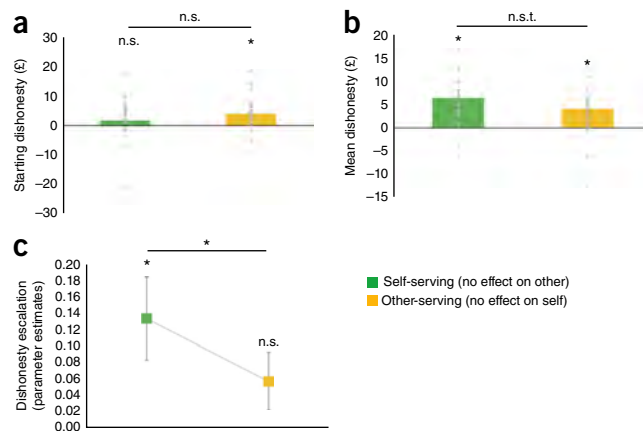 a
n.s.
n.s.
*
Starting dishonesty (£)
30
20
10
0
–10
–20
–30
b
n.s.t.
*
*
Mean dishonesty (£)
20
15
10
5
0
–5
–10
–15
c
*
*
n.s.
Dishonesty escalation
(parameter estimates)
0.20
0.18
0.16
0.14
0.12
0.10
0.08
0.06
0.04
0.02
0.00
Self-serving (no effect on other)
Other-serving (no effect on self)